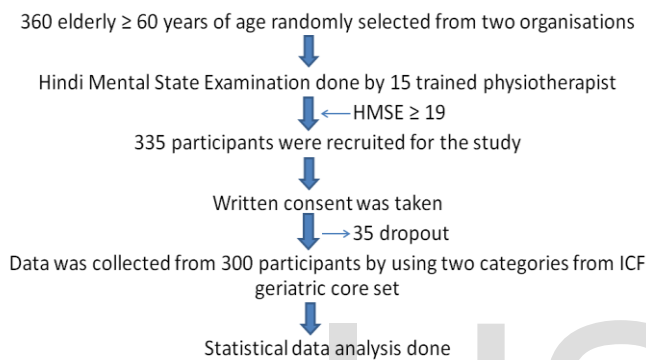 360 elderly ≥ 60 years of age randomly selected from two organisations
Hindi Mental State Examination done by 15 trained physiotherapist
HMSE ≥ 19
335 participants were recruited for the study
Written consent was taken
35 dropout
Data was collected from 300 participants by using two categories from ICF
geriatric core set
Statistical data analysis done